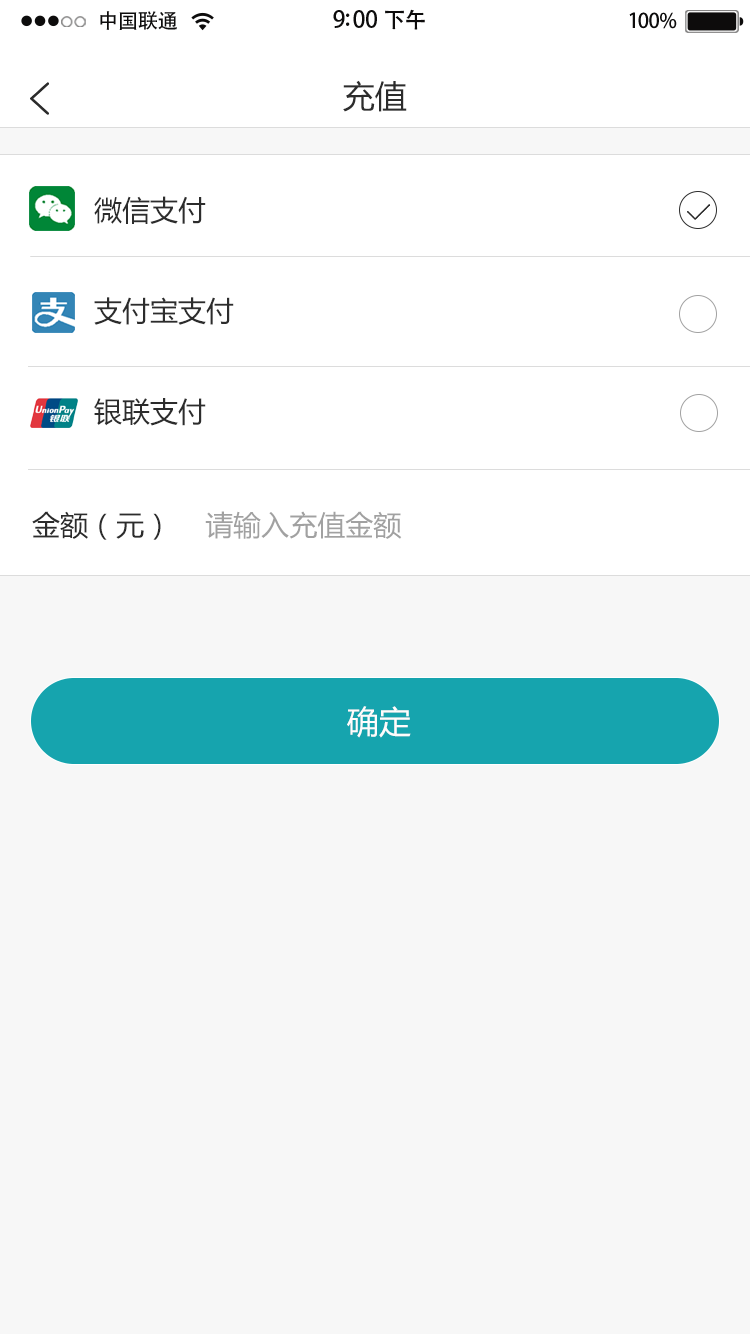 中国联通 9:00 下午 100%
充值
微信支付
支
支付宝支付
UnionPay
银联
银联支付
金额（元） 请输入充值金额
确定